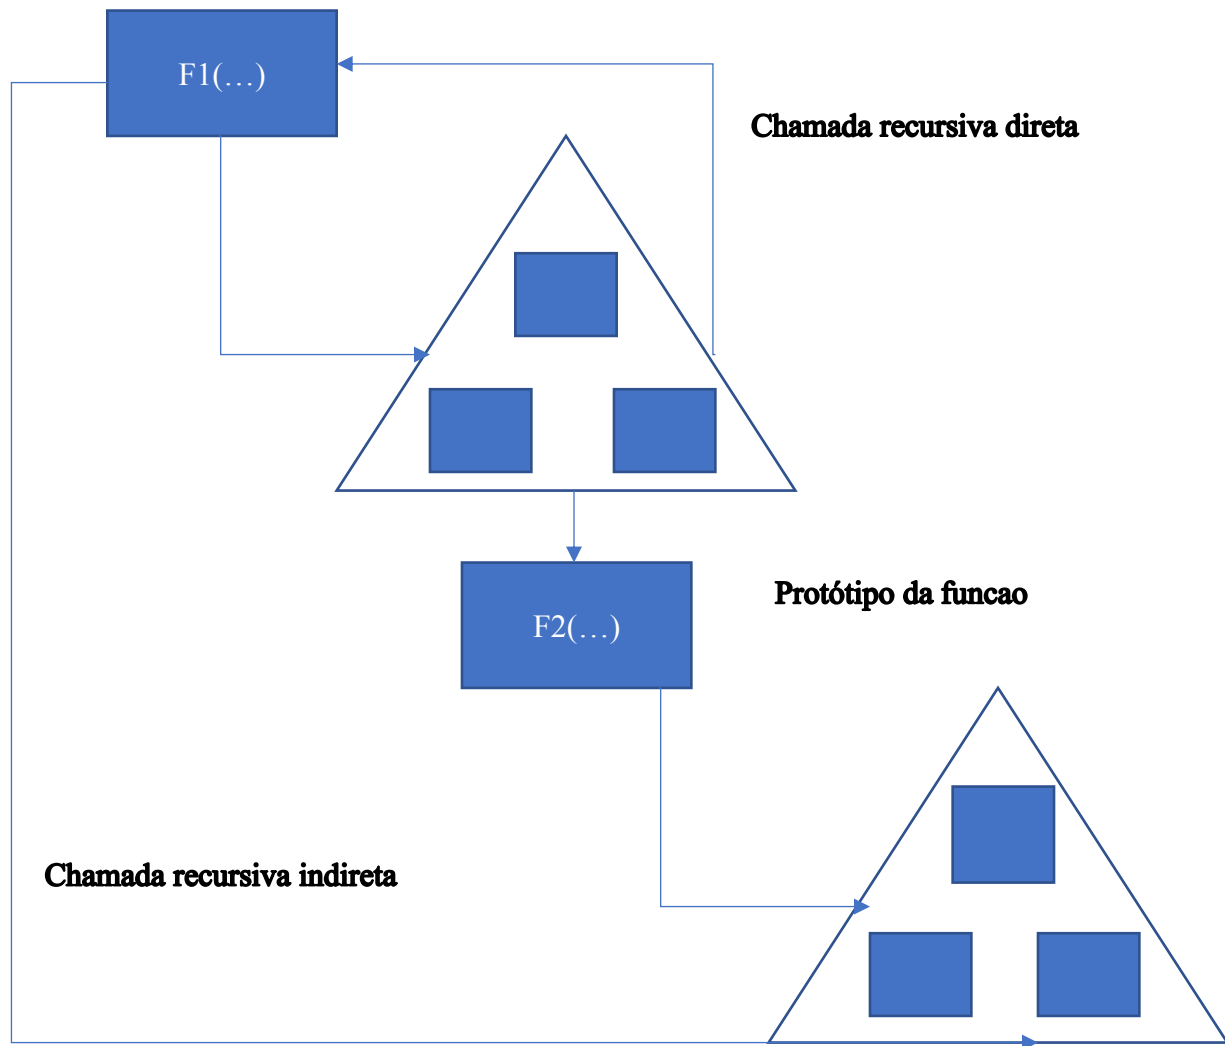 F1(…)
Chamada recursiva direta
F2(…)
Protótipo da funcao
Chamada recursiva indireta